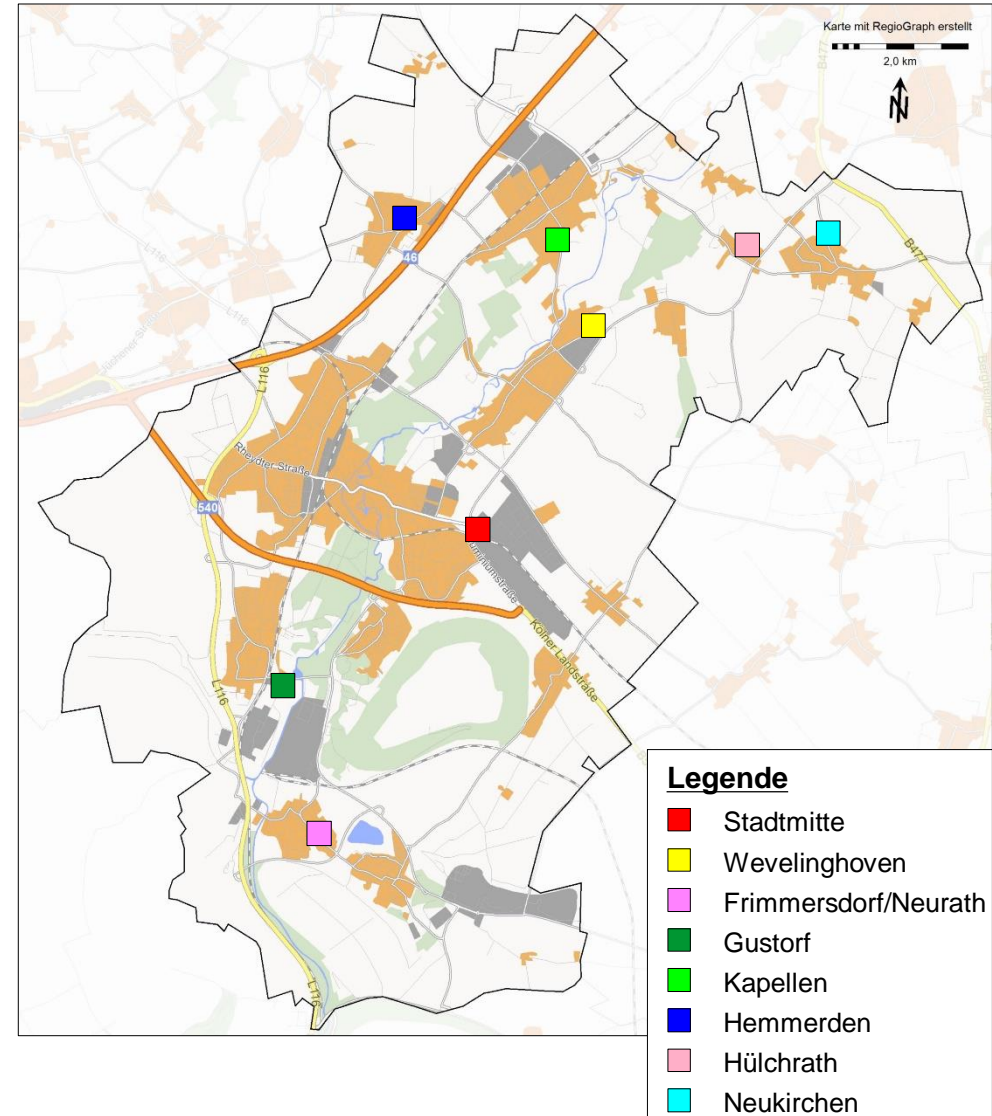 Karte mit RegioGraph erstellt
2,0 km
N
B477
L116
46
B477
L116
Rheydter Straße
540
Kölner Landstraße
L116
L116
Legende
Stadtmitte
Wevelinghoven
Frimmersdorf/Neurath
Gustorf
Kapellen
Hemmerden
Hülchrath
Neukirchen